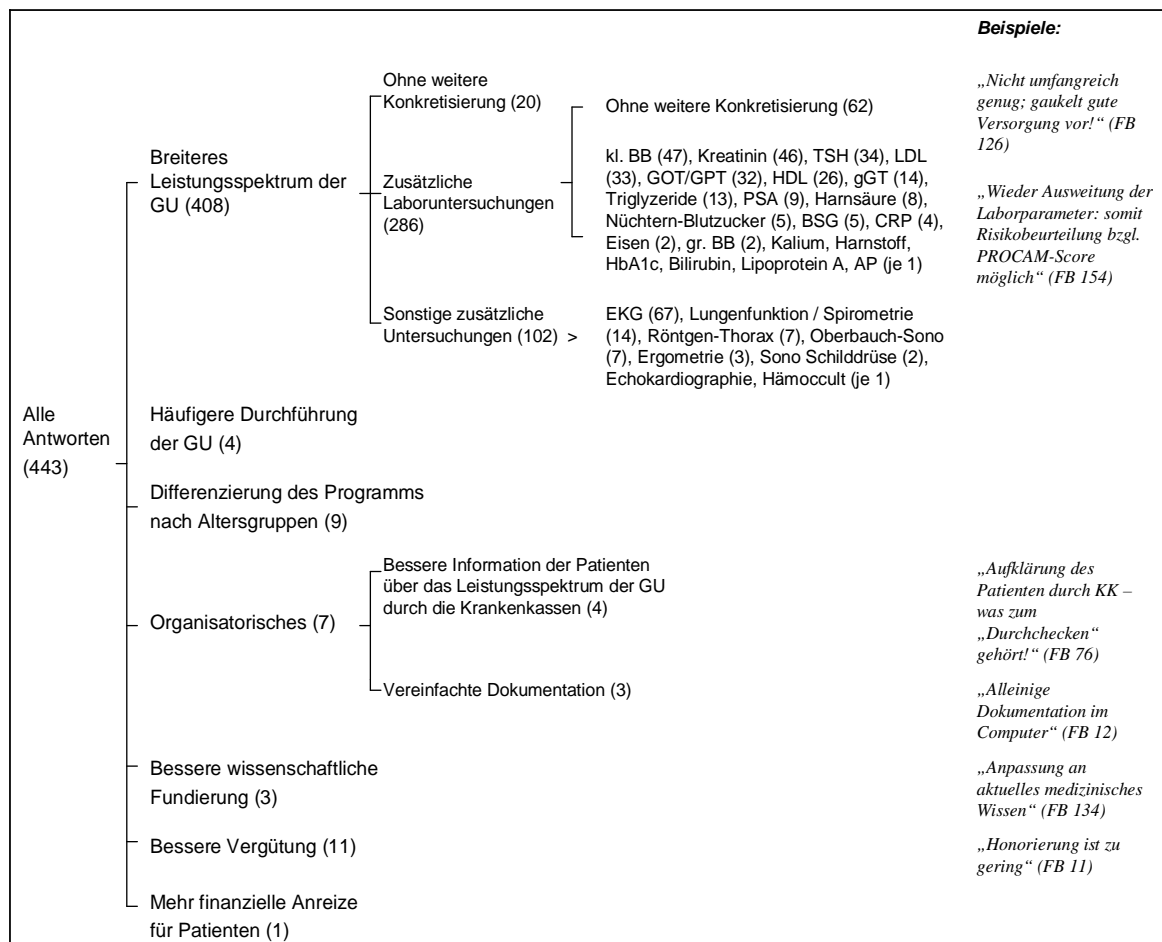 Beispiele:
Ohne weitere
Konkretisierung (20)
„Nicht umfangreich
genug; gaukelt gute
Versorgung vor!“ (FB
126)
Ohne weitere Konkretisierung (62)
Breiteres
Leistungsspektrum der
GU (408)
Zusätzliche
Laboruntersuchungen
(286)
kl. BB (47), Kreatinin (46), TSH (34), LDL
(33), GOT/GPT (32), HDL (26), gGT (14),
Triglyzeride (13), PSA (9), Harnsäure (8),
Nüchtern-Blutzucker (5), BSG (5), CRP (4),
Eisen (2), gr. BB (2), Kalium, Harnstoff,
HbA1c, Bilirubin, Lipoprotein A, AP (je 1)
„Wieder Ausweitung der
Laborparameter: somit
Risikobeurteilung bzgl.
PROCAM-Score
möglich“ (FB 154)
Sonstige zusätzliche
Untersuchungen (102) >
EKG (67), Lungenfunktion / Spirometrie
(14), Röntgen-Thorax (7), Oberbauch-Sono
(7), Ergometrie (3), Sono Schilddrüse (2),
Echokardiographie, Hämoccult (je 1)
Alle
Antworten
(443)
Häufigere Durchführung
der GU (4)
Differenzierung des Programms
nach Altersgruppen (9)
Organisatorisches (7)
Bessere Information der Patienten
über das Leistungsspektrum der GU
durch die Krankenkassen (4)
„Aufklärung des
Patienten durch KK –
was zum
„Durchchecken“
gehört!“ (FB 76)
Vereinfachte Dokumentation (3)
„Alleinige
Dokumentation im
Computer“ (FB 12)
Bessere wissenschaftliche
Fundierung (3)
„Anpassung an
aktuelles medizinisches
Wissen“ (FB 134)
Bessere Vergütung (11)
„Honorierung ist zu
gering“ (FB 11)
Mehr finanzielle Anreize
für Patienten (1)